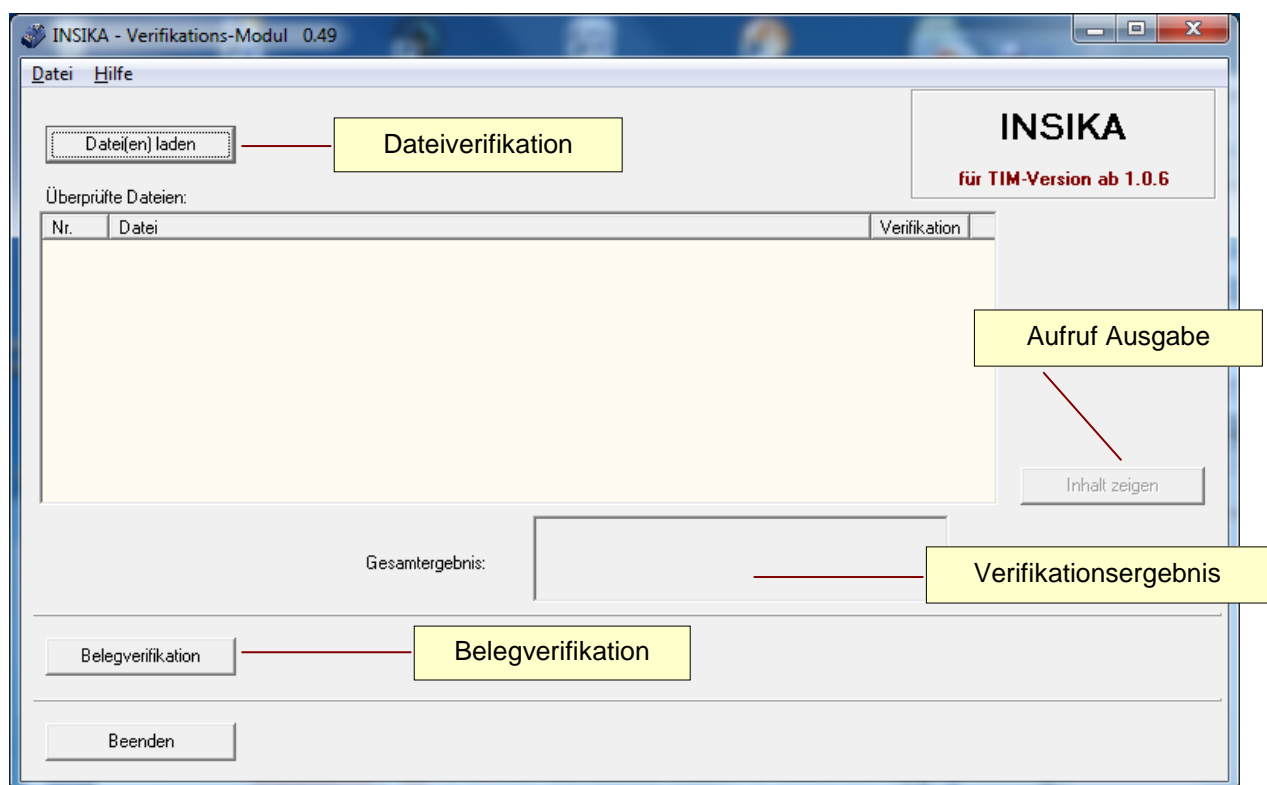 INSIKA - Verifikations-Modul 0.49
Datei Hilfe
Datei(en) laden
Dateiverifikation
INSIKA
für TIM-Version ab 1.0.6
Überprüfte Dateien:
Nr. Datei Verifikation
Aufruf Ausgabe
Inhalt zeigen
Gesamtergebnis:
Verifikationsergebnis
Belegverifikation
Belegverifikation
Beenden